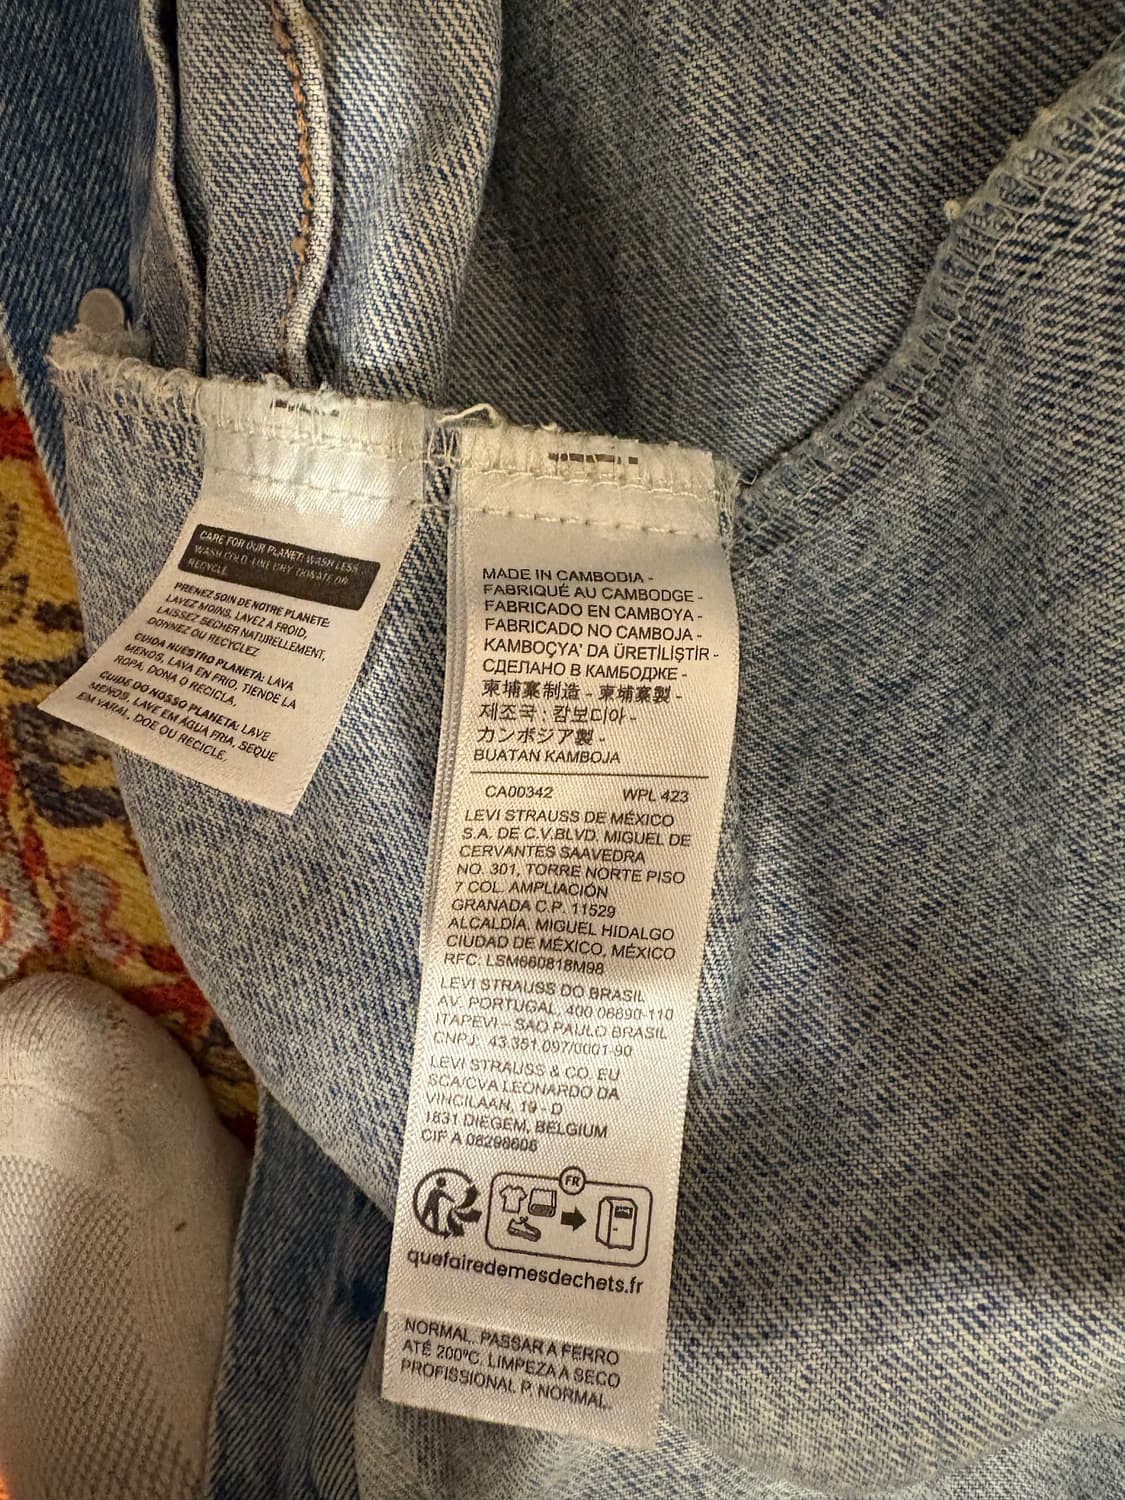 CARE FOR OUR PLANET: WASH LESS,
WASH COLD, LINE DRY, DONATE OR
RECYCLE.
PRENEZ SOIN DE NOTRE PLANETE:
LAVEZ MOINS, LAVEZ A FROID,
LAISSEZ SECHER NATURELLEMENT,
DONNEZ OU RECYCLEZ
CUIDA NUESTRO PLANETA: LAVA
MENOS, LAVA EN FRIO, TIENDE LA
ROPA, DONA O RECICLA.
CUIDE DO NOSSO PLANETA: LAVE
MENOS, LAVE EM ÁGUA FRIA, SEQUE
EM VARAL, DOE OU RECICLE.
MADE IN CAMBODIA -
FABRIQUÉ AU CAMBODGE -
FABRICADO EN CAMBOYA -
FABRICADO NO CAMBOJA -
KAMBOÇYA' DA ÜRETİLİŞTİR -
СДЕЛАНО В КАМБОДЖЕ -
柬埔寨制造 - 柬埔寨製 -
제조국 : 캄보디아 -
カンボジア製 -
BUATAN KAMBOJA
CA00342 WPL 423
LEVI STRAUSS DE MÉXICO
S.A. DE C.V.BLVD. MIGUEL DE
CERVANTES SAAVEDRA
NO. 301, TORRE NORTE PISO
7 COL. AMPLIACIÓN
GRANADA C.P. 11529
ALCALDÍA. MIGUEL HIDALGO
CIUDAD DE MÉXICO, MÉXICO
RFC: LSM660818M98
LEVI STRAUSS DO BRASIL
AV. PORTUGAL, 400 06690-110
ITAPEVI – SAO PAULO BRASIL
CNPJ: 43.351.097/0001-90
LEVI STRAUSS & CO. EU
SCA/CVA LEONARDO DA
VINCILAAN, 19 - D
1831 DIEGEM, BELGIUM
CIF A 08298606
FR
quefairedemesdechets.fr
NORMAL. PASSAR A FERRO
ATÉ 200°C. LIMPEZA A SECO
PROFISSIONAL P. NORMAL.